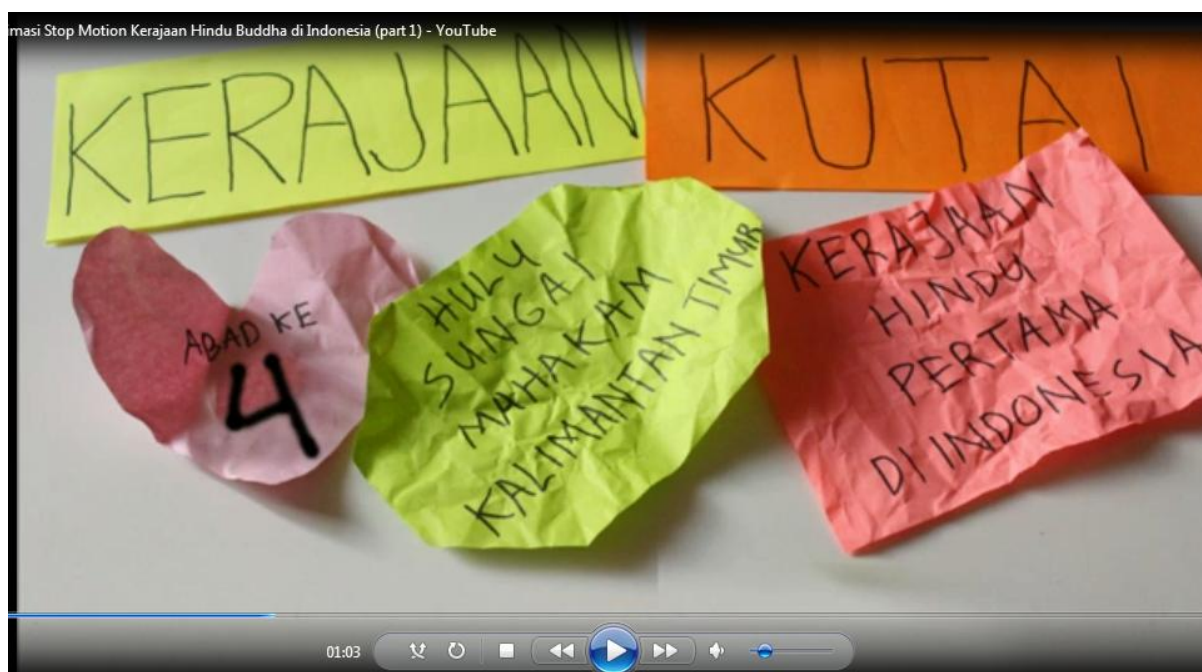 imasi Stop Motion Kerajaan Hindu Buddha di Indonesia (part 1) - YouTube
KERAJAAN KUTAI
ABAD KE
4
HULU
SUNGAI
MAHAKAM
KALIMANTAN TIMUR
KERAJAAN
HINDU
PERTAMA
DI INDONESIA
01:03